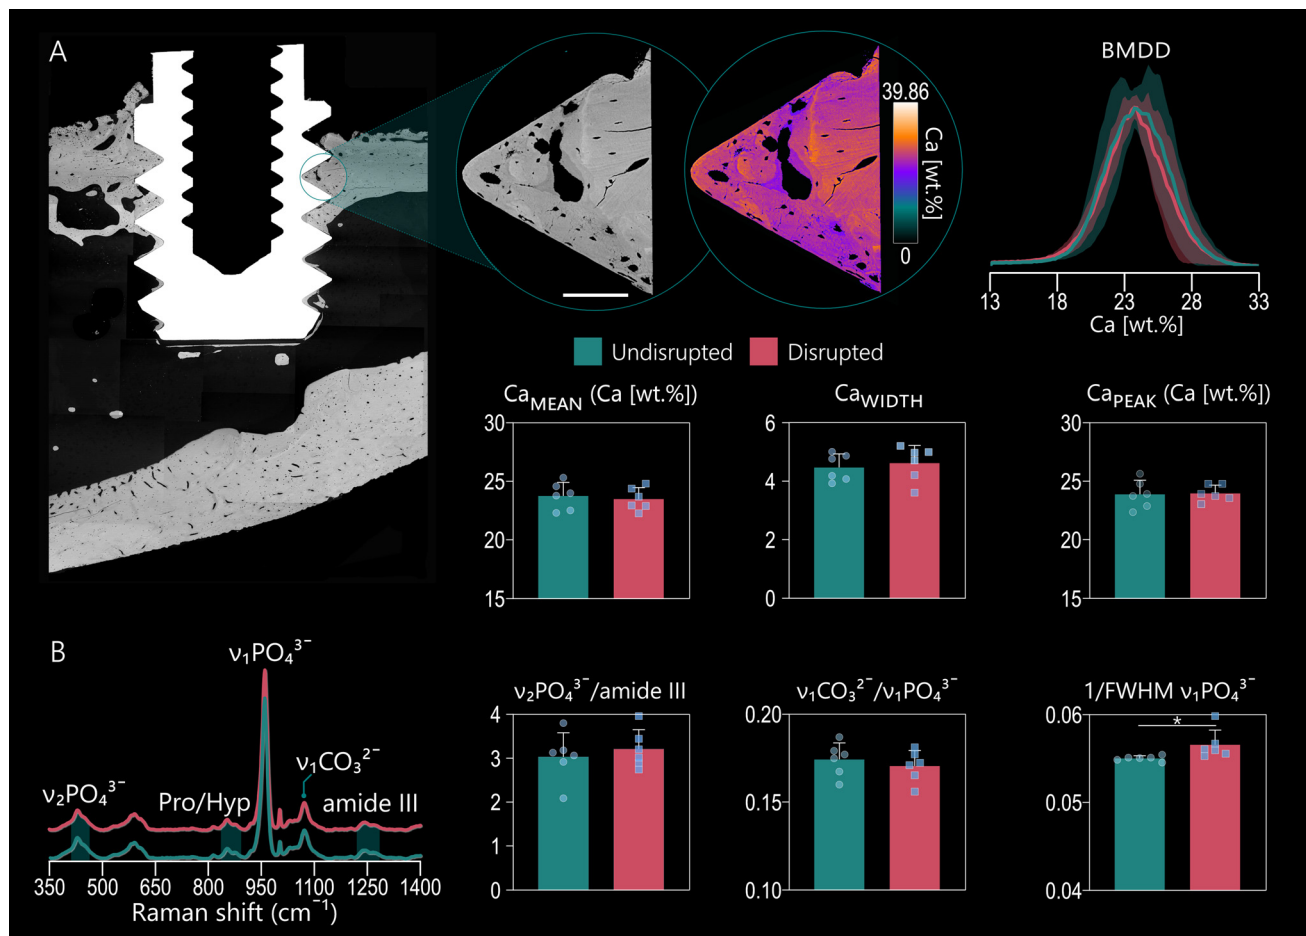 A
39.86
Ca [wt.%]
0
BMDD
13 18 23 28 33
Ca [wt.%]
Undisrupted Disrupted
CaMEAN (Ca [wt.%])
30
25
20
15
CaWIDTH
6
4
2
0
CaPEAK (Ca [wt.%])
30
25
20
15
B
ν₁PO₄³⁻
ν₁CO₃²⁻
ν₂PO₄³⁻
Pro/Hyp
amide III
350 500 650 800 950 1100 1250 1400
Raman shift (cm⁻¹)
ν₂PO₄³⁻/amide III
4
3
2
1
0
ν₁CO₃²⁻/ν₁PO₄³⁻
0.20
0.15
0.10
1/FWHM ν₁PO₄³⁻
0.06
*
0.05
0.04